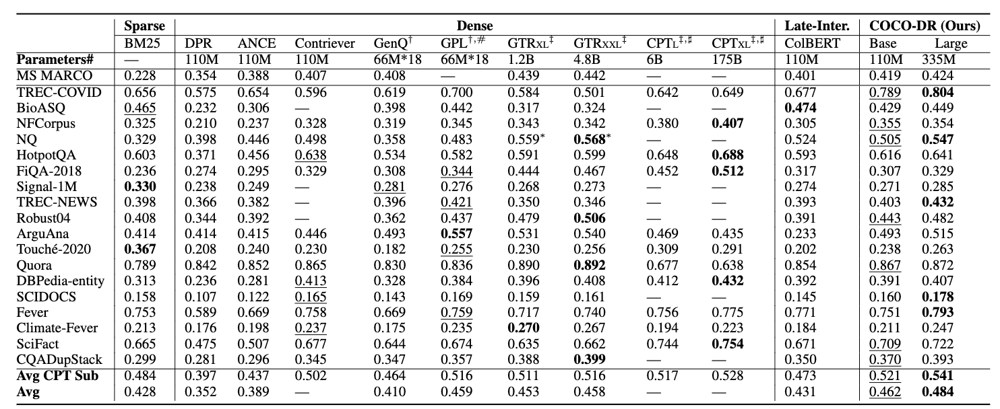 Sparse Dense Late-Inter. COCO-DR (Ours)
BM25 DPR ANCE Contriever GenQ† GPL†,# GTRXL‡ GTRXXL‡ CPTL‡,♯ CPTXL‡,♯ ColBERT Base Large
Parameters# — 110M 110M 110M 66M*18 66M*18 1.2B 4.8B 6B 175B 110M 110M 335M
MS MARCO 0.228 0.354 0.388 0.407 0.408 — 0.439 0.442 — — 0.401 0.419 0.424
TREC-COVID 0.656 0.575 0.654 0.596 0.619 0.700 0.584 0.501 0.642 0.649 0.677 0.789 0.804
BioASQ 0.465 0.232 0.306 — 0.398 0.442 0.317 0.324 — — 0.474 0.429 0.449
NFCorpus 0.325 0.210 0.237 0.328 0.319 0.345 0.343 0.342 0.380 0.407 0.305 0.355 0.354
NQ 0.329 0.398 0.446 0.498 0.358 0.483 0.559* 0.568* — — 0.524 0.505 0.547
HotpotQA 0.603 0.371 0.456 0.638 0.534 0.582 0.591 0.599 0.648 0.688 0.593 0.616 0.641
FiQA-2018 0.236 0.274 0.295 0.329 0.308 0.344 0.444 0.467 0.452 0.512 0.317 0.307 0.329
Signal-1M 0.330 0.238 0.249 — 0.281 0.276 0.268 0.273 — — 0.274 0.271 0.285
TREC-NEWS 0.398 0.366 0.382 — 0.396 0.421 0.350 0.346 — — 0.393 0.403 0.432
Robust04 0.408 0.344 0.392 — 0.362 0.437 0.479 0.506 — — 0.391 0.443 0.482
ArguAna 0.414 0.414 0.415 0.446 0.493 0.557 0.531 0.540 0.469 0.435 0.233 0.493 0.515
Touché-2020 0.367 0.208 0.240 0.230 0.182 0.255 0.230 0.256 0.309 0.291 0.202 0.238 0.263
Quora 0.789 0.842 0.852 0.865 0.830 0.836 0.890 0.892 0.677 0.638 0.854 0.867 0.872
DBPedia-entity 0.313 0.236 0.281 0.413 0.328 0.384 0.396 0.408 0.412 0.432 0.392 0.391 0.407
SCIDOCS 0.158 0.107 0.122 0.165 0.143 0.169 0.159 0.161 — — 0.145 0.160 0.178
Fever 0.753 0.589 0.669 0.758 0.669 0.759 0.717 0.740 0.756 0.775 0.771 0.751 0.793
Climate-Fever 0.213 0.176 0.198 0.237 0.175 0.235 0.270 0.267 0.194 0.223 0.184 0.211 0.247
SciFact 0.665 0.475 0.507 0.677 0.644 0.674 0.635 0.662 0.744 0.754 0.671 0.709 0.722
CQADupStack 0.299 0.281 0.296 0.345 0.347 0.357 0.388 0.399 — — 0.350 0.370 0.393
Avg CPT Sub 0.484 0.397 0.437 0.502 0.464 0.516 0.511 0.516 0.517 0.528 0.473 0.521 0.541
Avg 0.428 0.352 0.389 — 0.410 0.459 0.453 0.458 — — 0.431 0.462 0.484